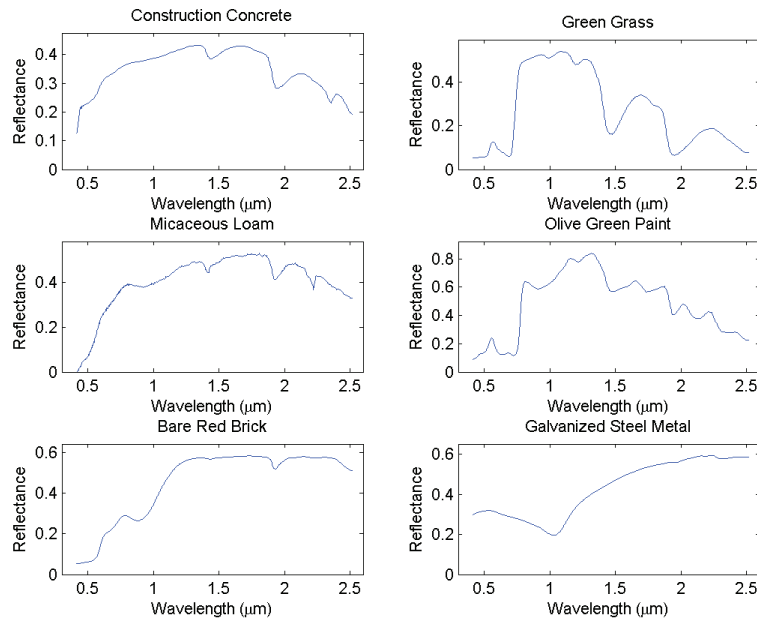 Construction Concrete
Reflectance
0.4
0.3
0.2
0.1
0
0.5 1 1.5 2 2.5
Wavelength (μm)
Green Grass
Reflectance
0.4
0.2
0
0.5 1 1.5 2 2.5
Wavelength (μm)
Micaceous Loam
Reflectance
0.4
0.2
0
0.5 1 1.5 2 2.5
Wavelength (μm)
Olive Green Paint
Reflectance
0.8
0.6
0.4
0.2
0
0.5 1 1.5 2 2.5
Wavelength (μm)
Bare Red Brick
Reflectance
0.6
0.4
0.2
0
0.5 1 1.5 2 2.5
Wavelength (μm)
Galvanized Steel Metal
Reflectance
0.6
0.4
0.2
0
0.5 1 1.5 2 2.5
Wavelength (μm)